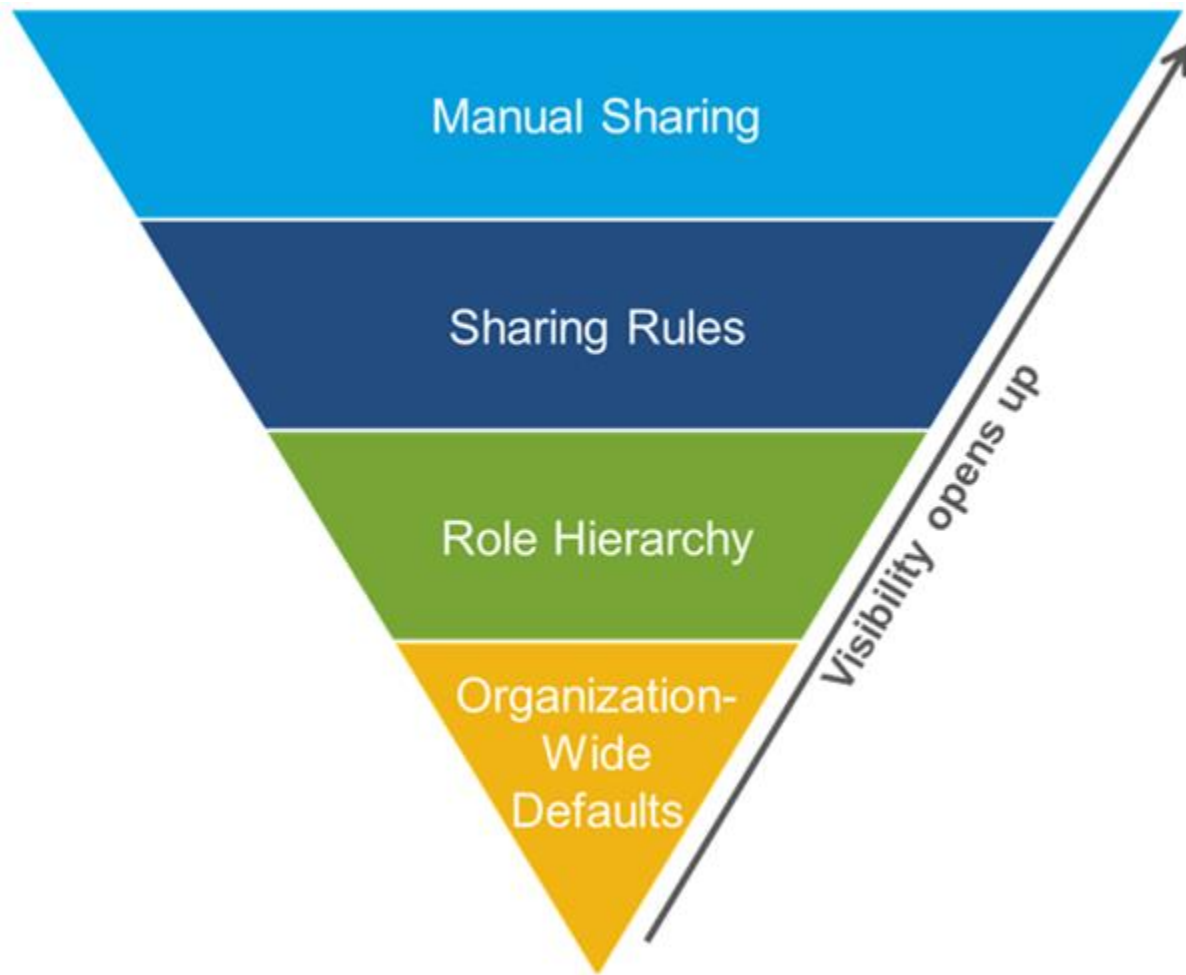 Manual Sharing
Sharing Rules
Role Hierarchy
Organization-
Wide
Defaults
Visibility opens up